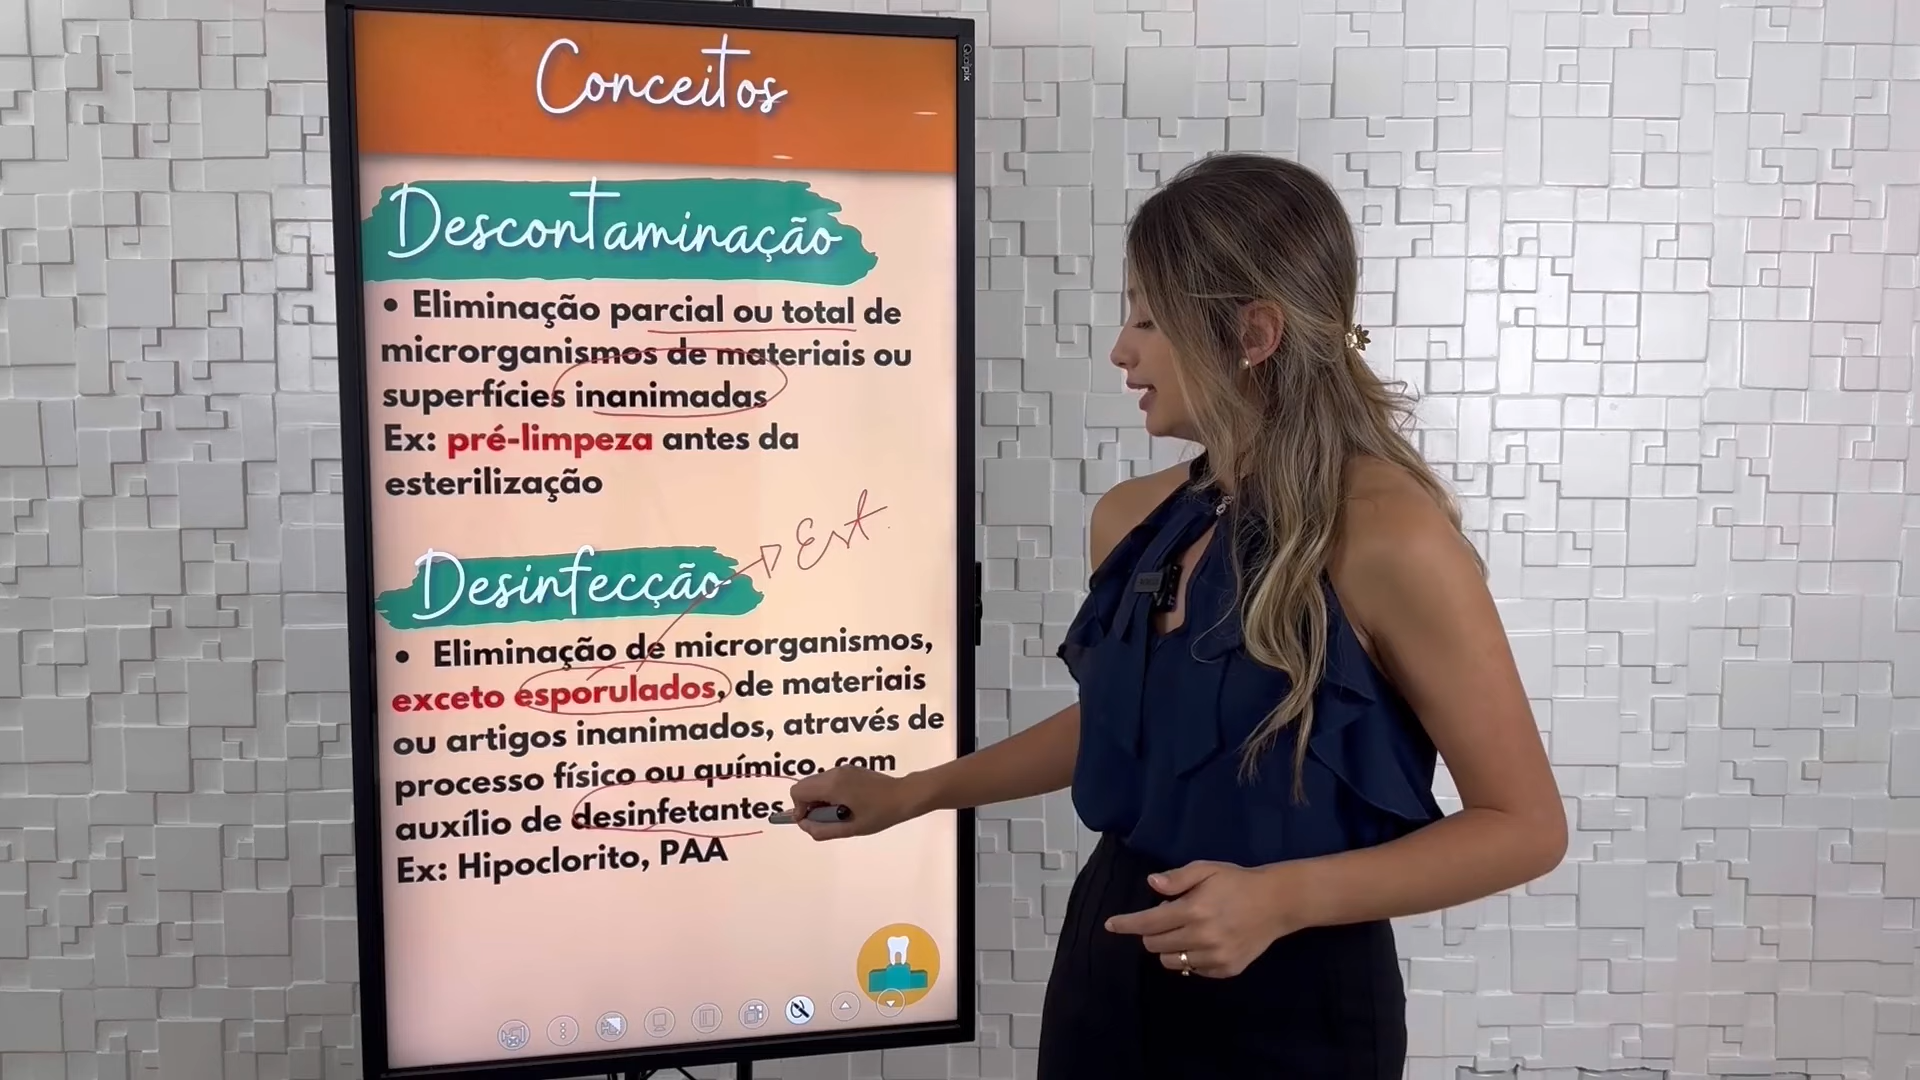 Conceitos
Descontaminação
• Eliminação parcial ou total de
microrganismos de materiais ou
superfícies inanimadas
Ex: pré-limpeza antes da
esterilização
Est.
Desinfecção
• Eliminação de microrganismos,
exceto esporulados, de materiais
ou artigos inanimados, através de
processo físico ou químico, com
auxílio de desinfetantes
Ex: Hipoclorito, PAA